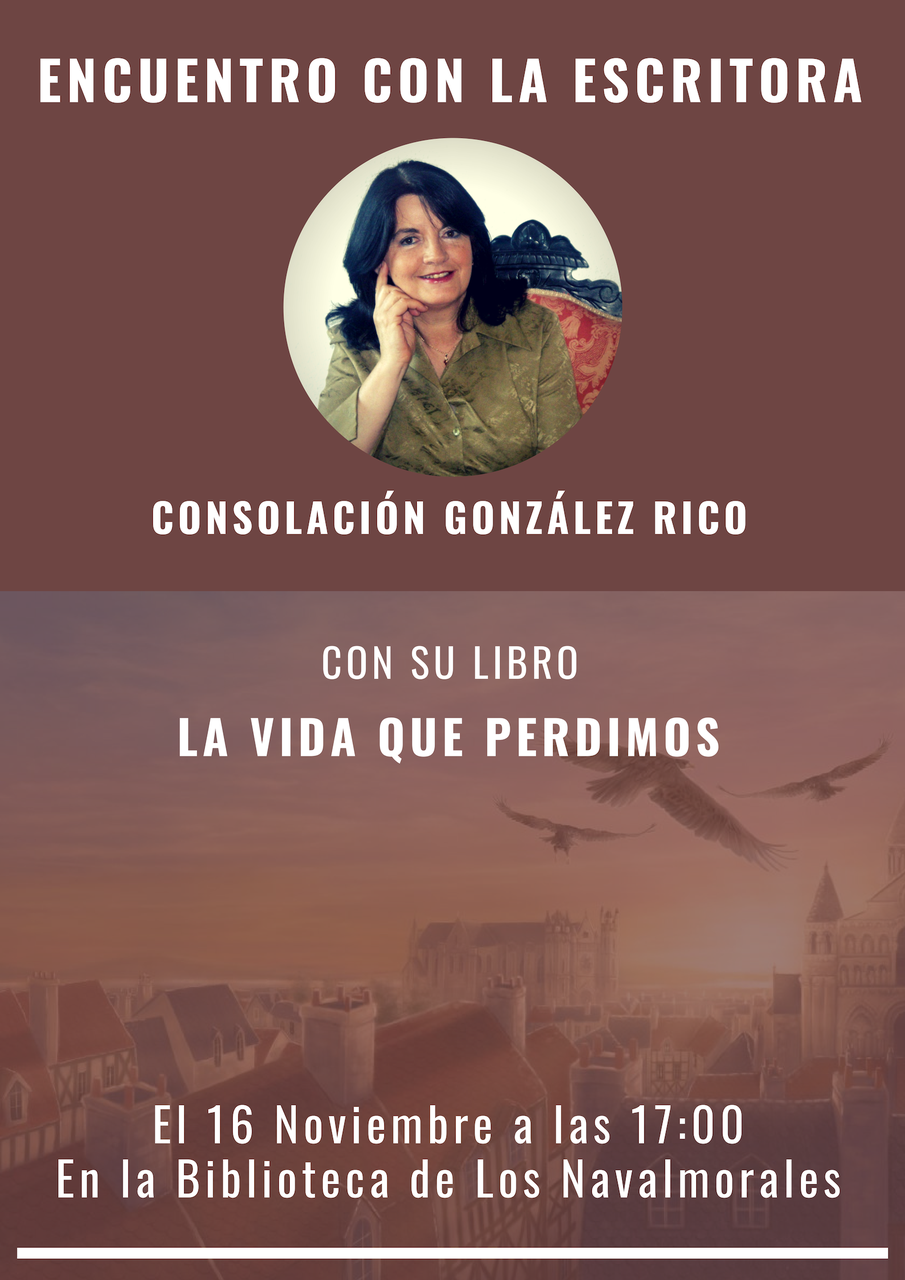 ENCUENTRO CON LA ESCRITORA
CONSOLACIÓN GONZÁLEZ RICO
CON SU LIBRO
LA VIDA QUE PERDIMOS
El 16 Noviembre a las 17:00
En la Biblioteca de Los Navalmorales